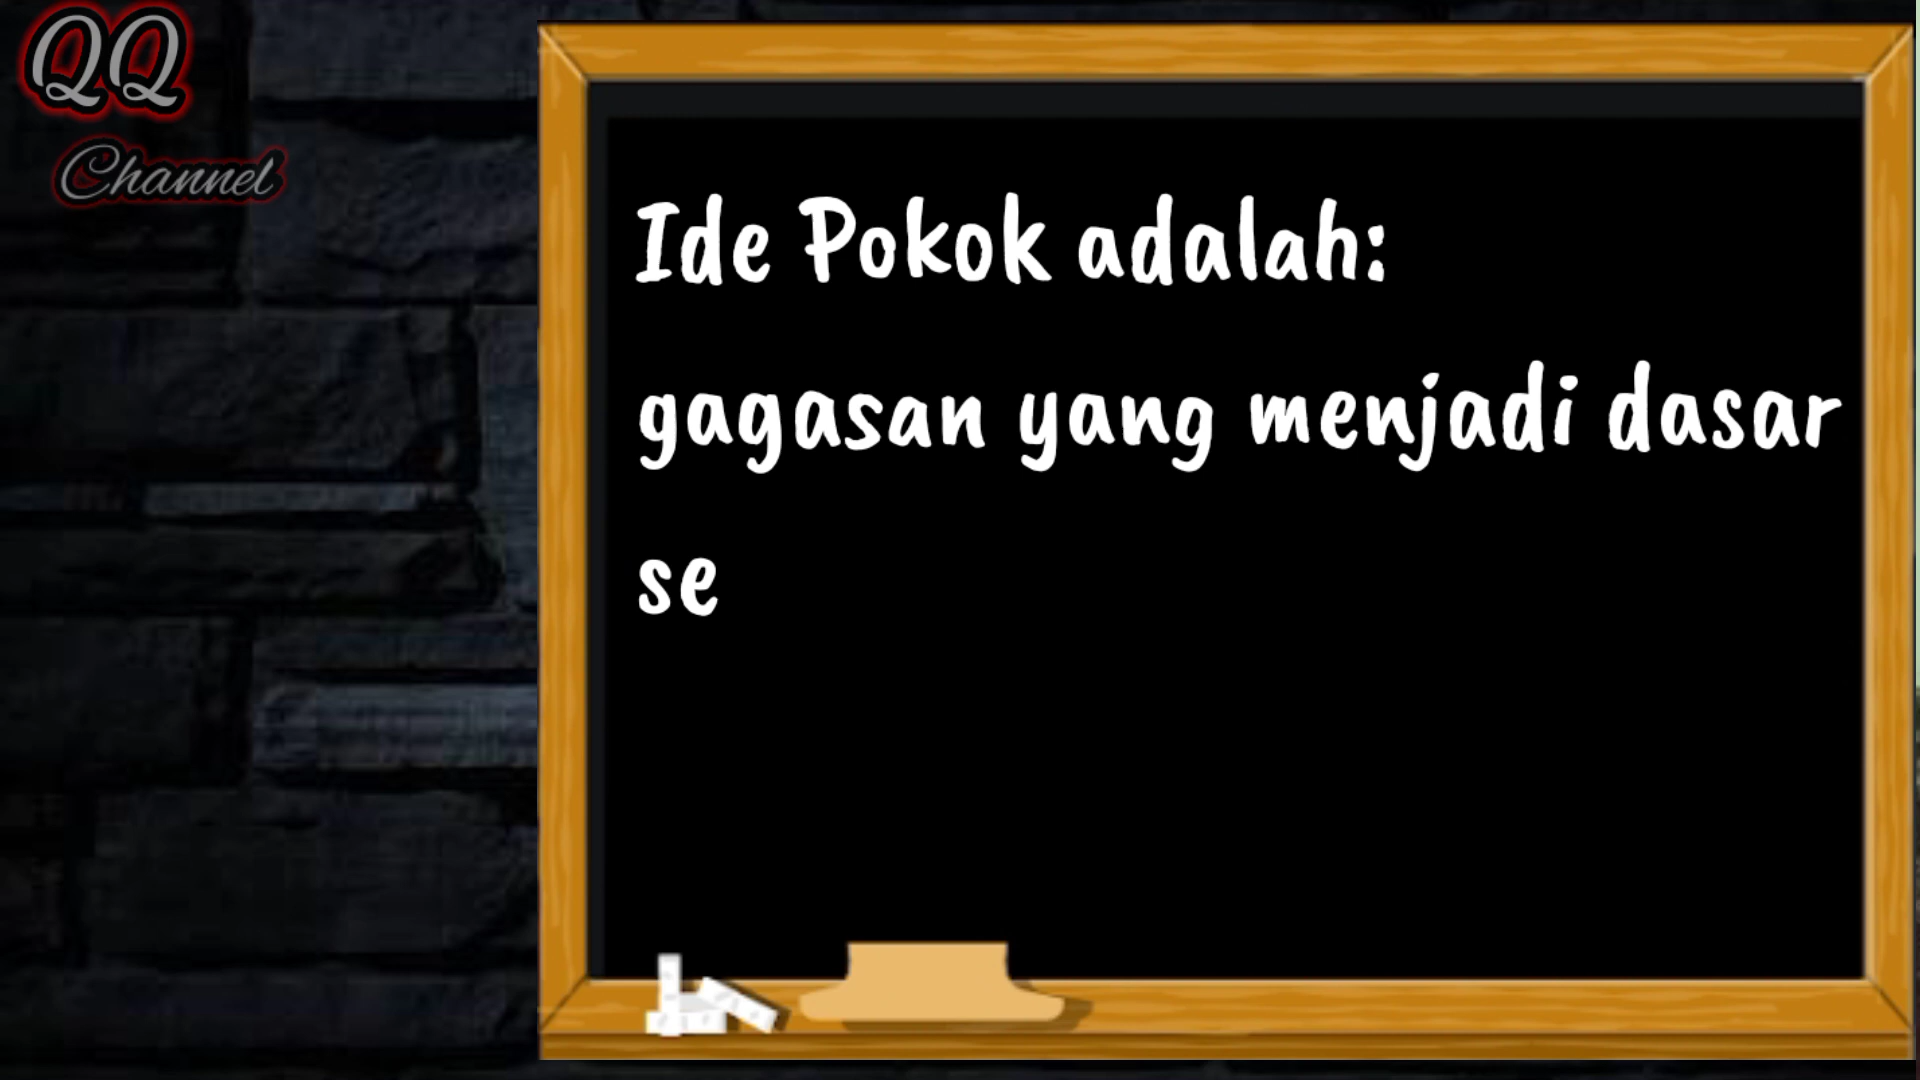 QQ
Channel
Ide Pokok adalah:
gagasan yang menjadi dasar
se